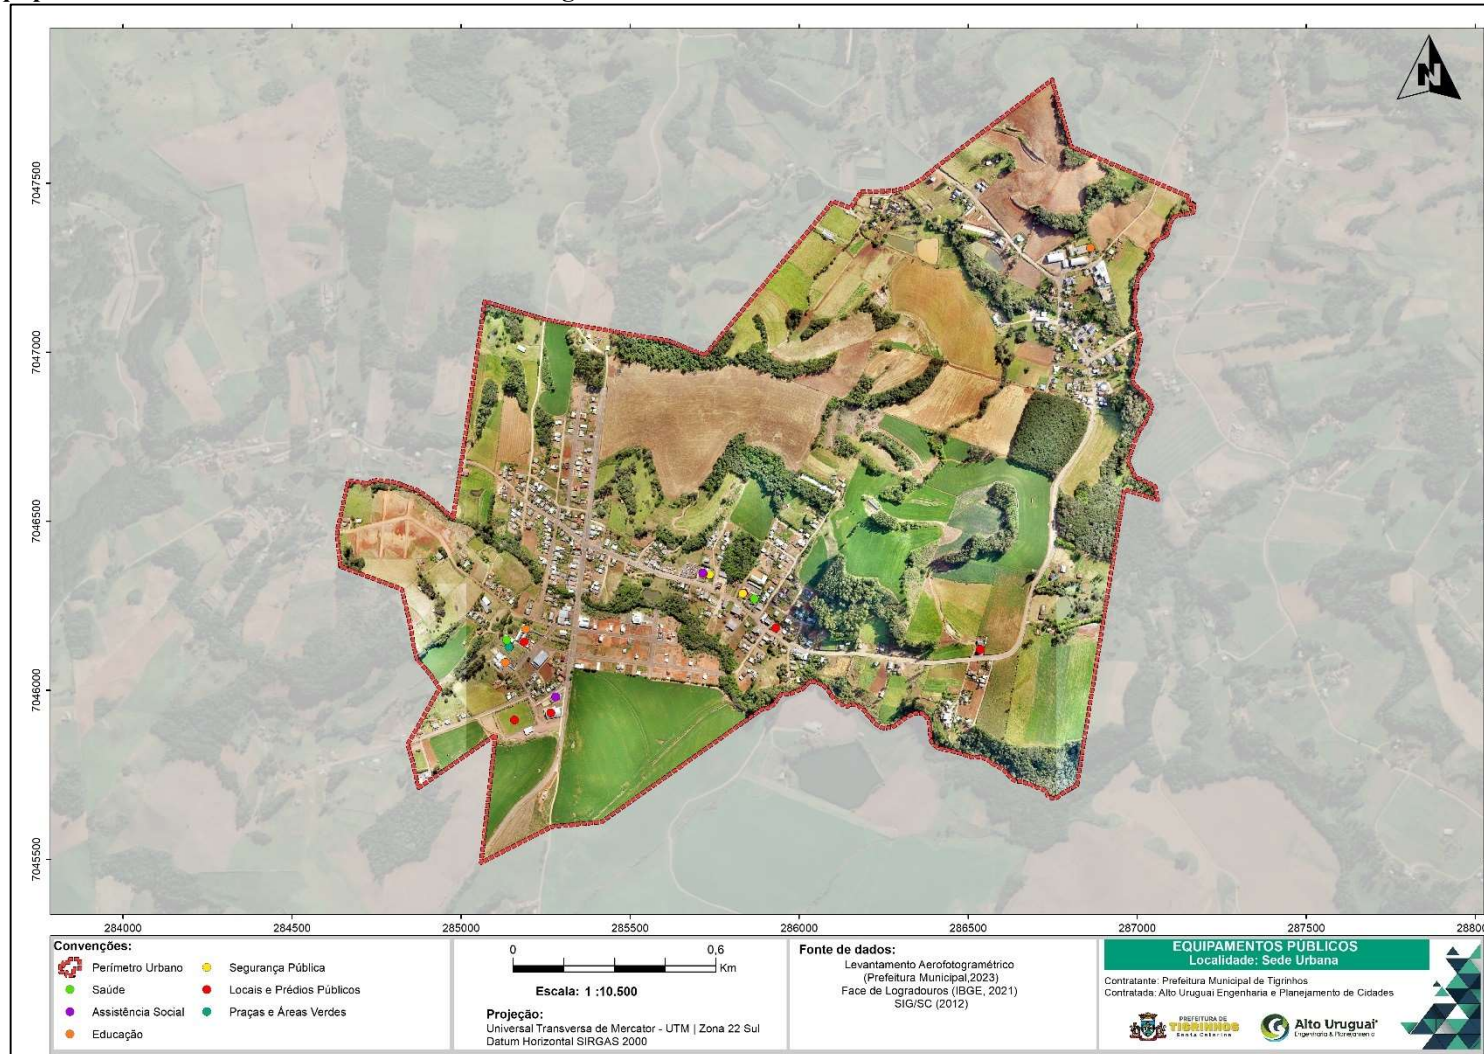 N
7047500
7047000
7046500
7046000
7045500
284000
284500
285000
285500
286000
286500
287000
287500
Convenções:
Perímetro Urbano
Saúde
Assistência Social
Educação
Segurança Pública
Locais e Prédios Públicos
Praças e Áreas Verdes
0 0,6
Km
Escala: 1 :10.500
Projeção:
Universal Transversa de Mercator - UTM | Zona 22 Sul
Datum Horizontal SIRGAS 2000
Fonte de dados:
Levantamento Aerofotogramétrico
(Prefeitura Municipal,2023)
Face de Logradouros (IBGE, 2021)
SIG/SC (2012)
EQUIPAMENTOS PÚBLICOS
Localidade: Sede Urbana
Contratante: Prefeitura Municipal de Tigrinhos
Contratada: Alto Uruguai Engenharia e Planejamento de Cidades
PREFEITURA DE
TIGRINHOS
Santa Catarina
Alto Uruguai
Engenharia & Planejamento